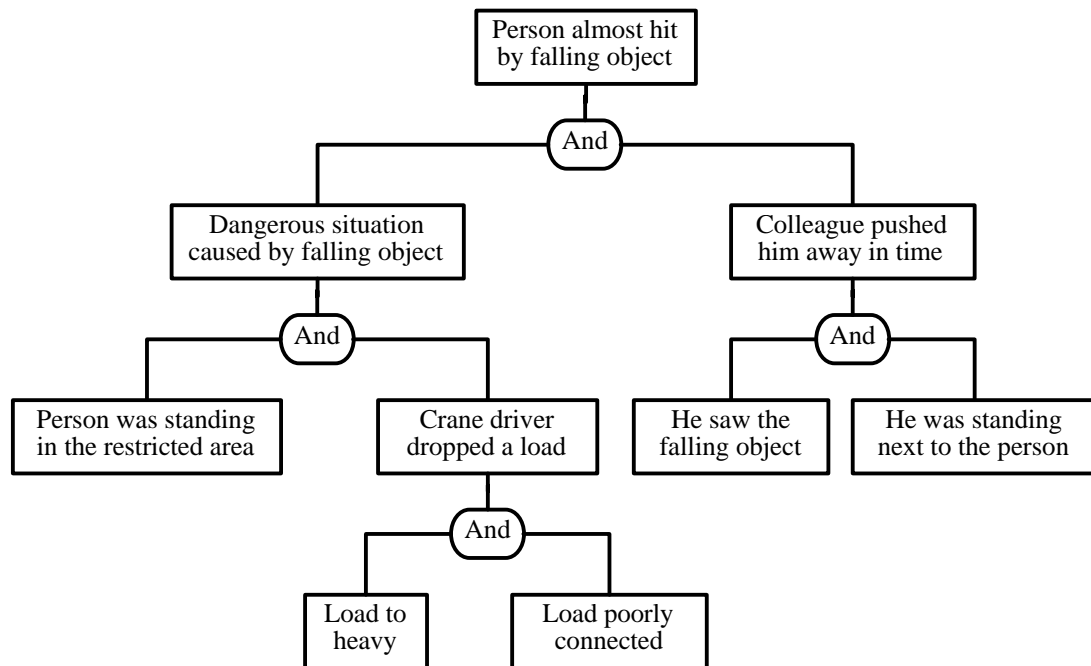 Person almost hit
by falling object
And
Dangerous situation
caused by falling object
Colleague pushed
him away in time
And
And
Person was standing
in the restricted area
Crane driver
dropped a load
He saw the
falling object
He was standing
next to the person
And
Load to
heavy
Load poorly
connected